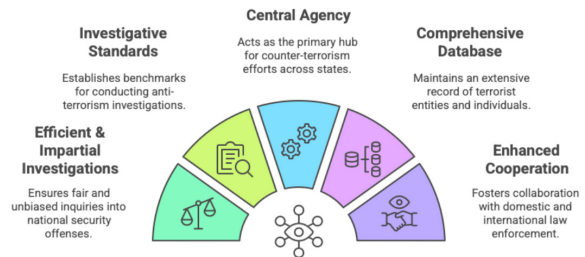 Central Agency
Acts as the primary hub
for counter-terrorism
efforts across states.
Investigative
Standards
Establishes benchmarks
for conducting anti-
terrorism investigations.
Comprehensive
Database
Maintains an extensive
record of terrorist
entities and individuals.
Efficient &
Impartial
Investigations
Ensures fair and
unbiased inquiries into
national security
offenses.
Enhanced
Cooperation
Fosters collaboration
with domestic and
international law
enforcement.